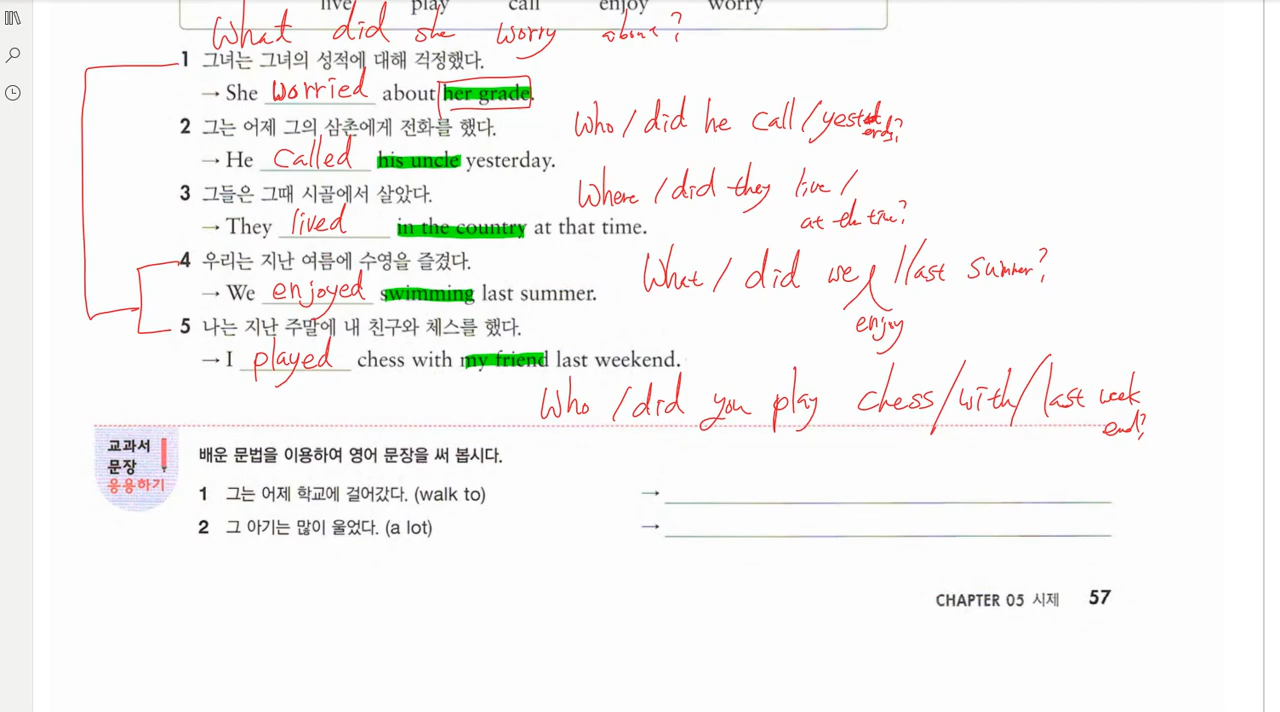 live play call enjoy worry
What did she worry about?
1 그녀는 그녀의 성적에 대해 걱정했다.
→ She worried about her grade.
2 그는 어제 그의 삼촌에게 전화를 했다.
Who / did he call / yesterday?
→ He called his uncle yesterday.
3 그들은 그때 시골에서 살았다.
Where / did they live /
at the time?
→ They lived in the country at that time.
4 우리는 지난 여름에 수영을 즐겼다.
What / did we / last summer?
→ We enjoyed swimming last summer.
enjoy
5 나는 지난 주말에 내 친구와 체스를 했다.
→ I played chess with my friend last weekend.
Who / did you play chess / with / last week
end?
교과서
문장
응용하기
배운 문법을 이용하여 영어 문장을 써 봅시다.
1 그는 어제 학교에 걸어갔다. (walk to) →
2 그 아기는 많이 울었다. (a lot) →
CHAPTER 05 시제 57